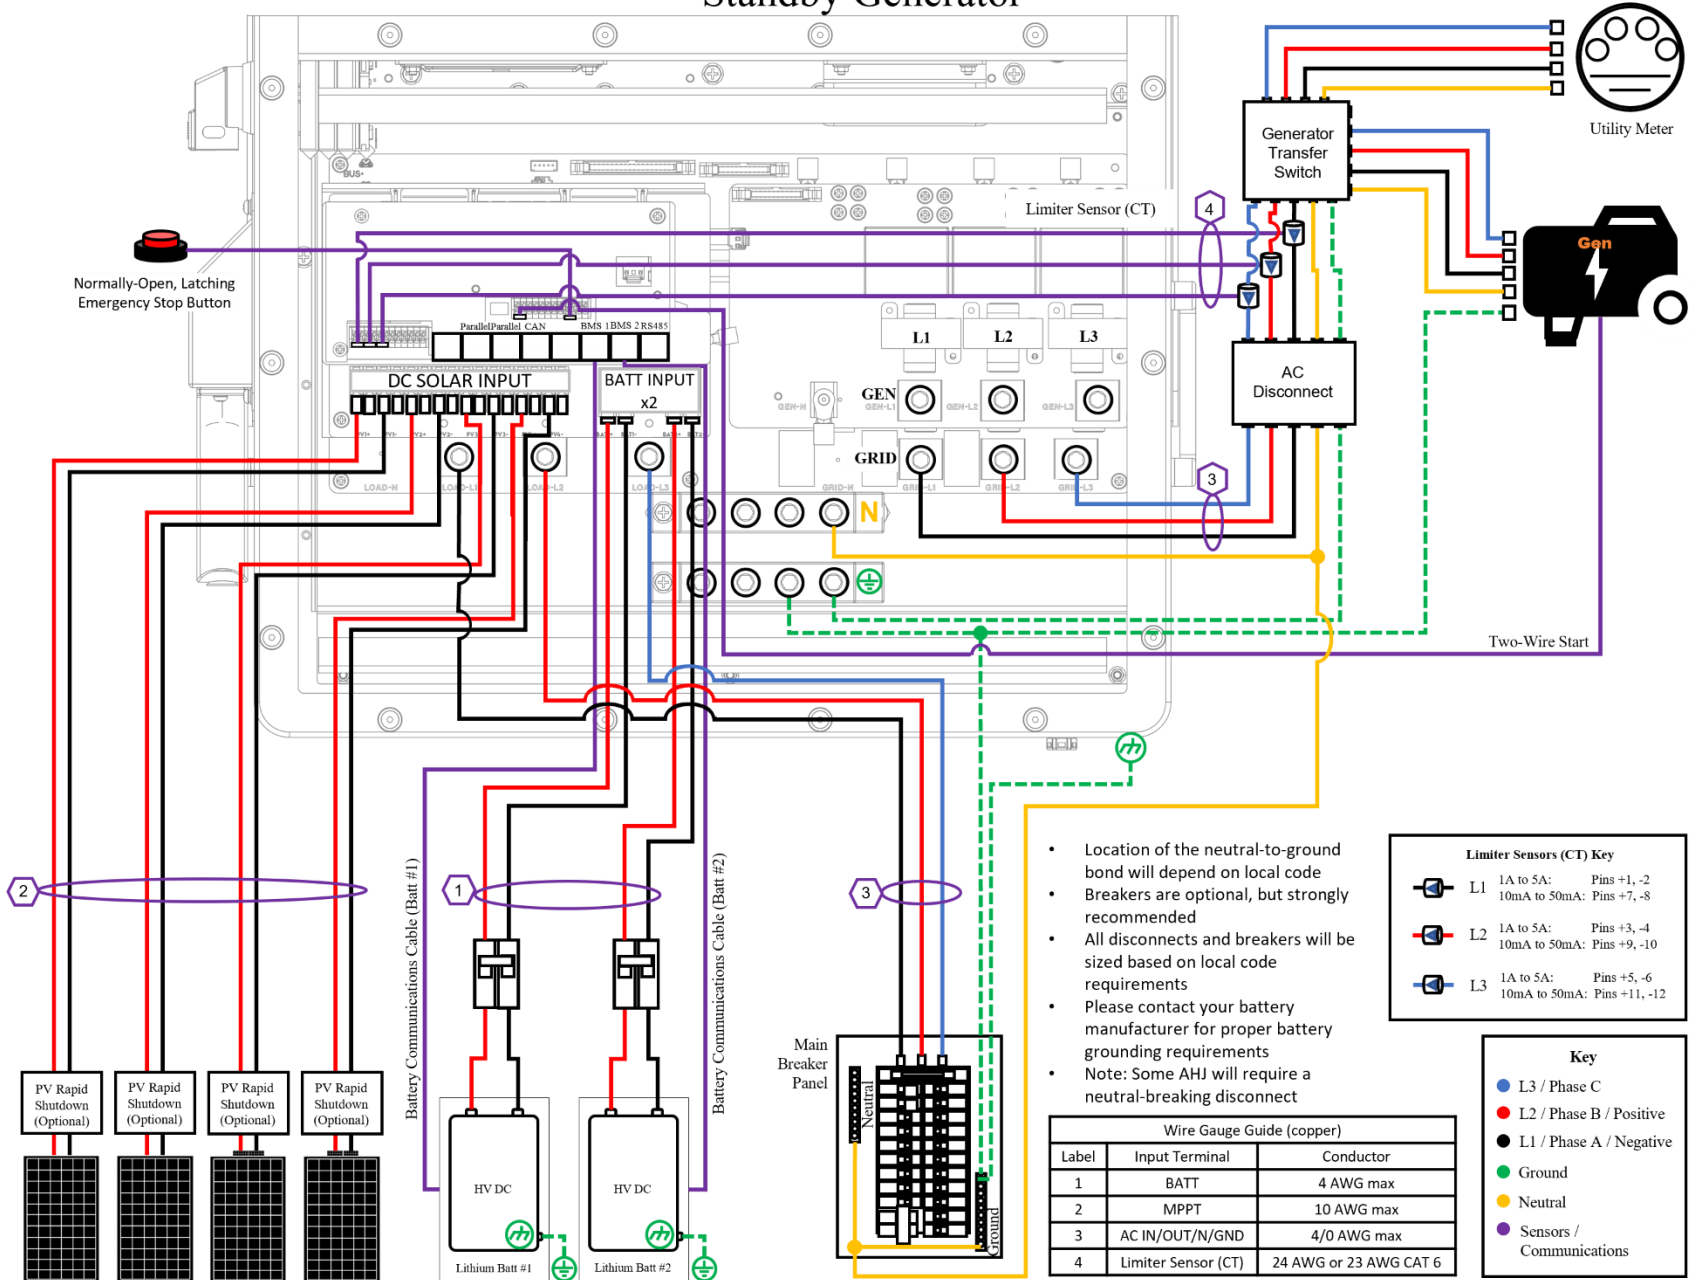 Standby Generator
Utility Meter
Generator
Transfer
Switch
Limiter Sensor (CT)
4
Gen
Normally-Open, Latching
Emergency Stop Button
BUS+
Parallel Parallel CAN BMS 1 BMS 2 RS485
L1 L2 L3
DC SOLAR INPUT
BATT INPUT
x2
AC
Disconnect
GEN
GEN-N GEN-L1 GEN-L2 GEN-L3
PV1+ PV1- PV2+ PV2-
GRID
LOAD-N LOAD-L1 LOAD-L2 LOAD-L3 GRID-N GRID-L1 GRID-L2 GRID-L3
3
N
Two-Wire Start
2
1
3
Battery Communications Cable (Batt #1)
Battery Communications Cable (Batt #2)
• Location of the neutral-to-ground
bond will depend on local code
• Breakers are optional, but strongly
recommended
• All disconnects and breakers will be
sized based on local code
requirements
• Please contact your battery
manufacturer for proper battery
grounding requirements
• Note: Some AHJ will require a
neutral-breaking disconnect
Limiter Sensors (CT) Key
L1 1A to 5A: Pins +1, -2
10mA to 50mA: Pins +7, -8
L2 1A to 5A: Pins +3, -4
10mA to 50mA: Pins +9, -10
L3 1A to 5A: Pins +5, -6
10mA to 50mA: Pins +11, -12
Main
Breaker
Panel
Neutral
Ground
PV Rapid
Shutdown
(Optional)
PV Rapid
Shutdown
(Optional)
PV Rapid
Shutdown
(Optional)
PV Rapid
Shutdown
(Optional)
HV DC
Lithium Batt #1
HV DC
Lithium Batt #2
Wire Gauge Guide (copper)
Label Input Terminal Conductor
1 BATT 4 AWG max
2 MPPT 10 AWG max
3 AC IN/OUT/N/GND 4/0 AWG max
4 Limiter Sensor (CT) 24 AWG or 23 AWG CAT 6
Key
L3 / Phase C
L2 / Phase B / Positive
L1 / Phase A / Negative
Ground
Neutral
Sensors /
Communications